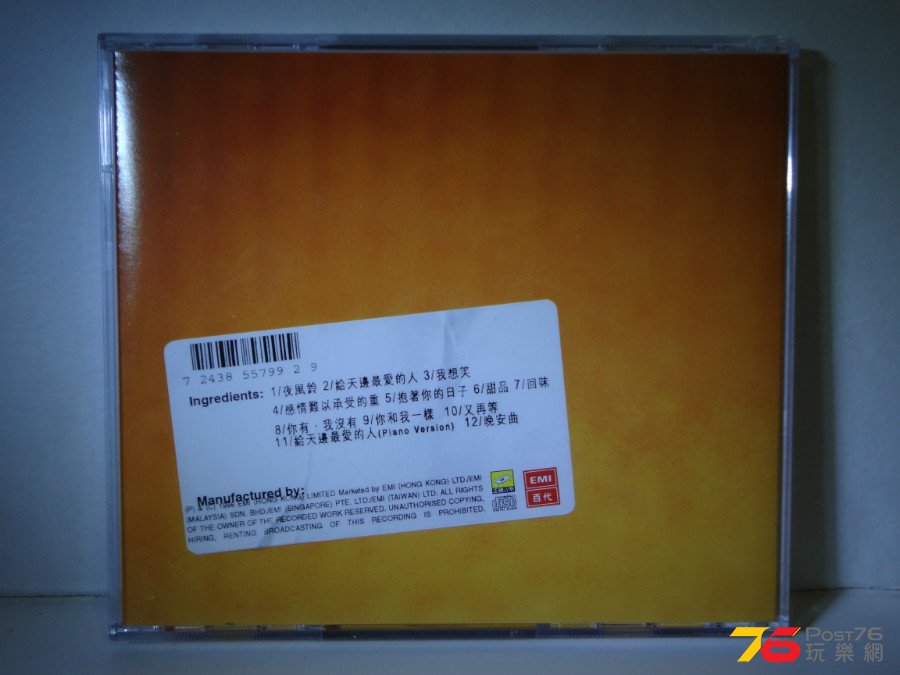 7 24385 5799 2 9
Ingredients: 1/夜風鈴 2/給天邊最愛的人 3/我想笑
4/感情難以承受的重 5/抱著你的日子 6/甜品 7/回味
8/你有‧我沒有 9/你和我一樣 10/又再等
11/給天邊最愛的人(Piano Version) 12/晚安曲
Manufactured by:
(P) & (C) 1996 EMI (HONG KONG) LIMITED Marketed by EMI (HONG KONG) LTD/EMI
(MALAYSIA) SDN. BHD/EMI (SINGAPORE) PTE. LTD/EMI (TAIWAN) LTD. ALL RIGHTS
OF THE OWNER OF THE RECORDED WORK RESERVED. UNAUTHORISED COPYING,
HIRING, RENTING BROADCASTING OF THIS RECORDING IS PROHIBITED.
EMI
百代
76 Post76
玩樂網